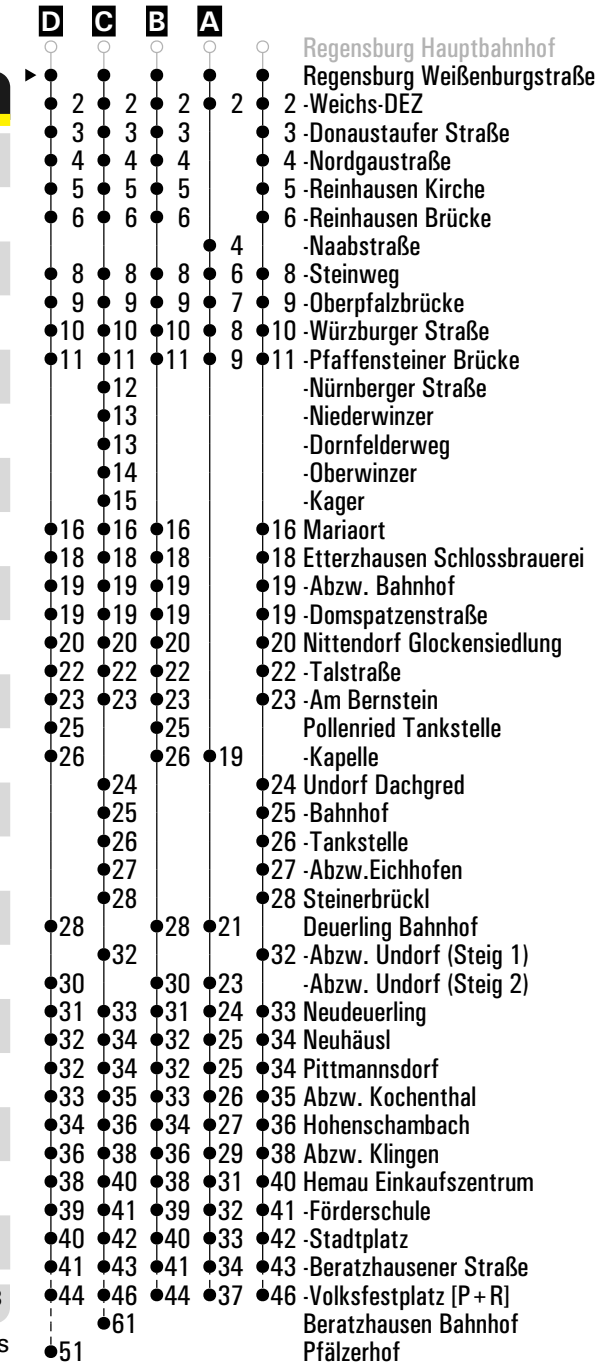 D C B A
Regensburg Hauptbahnhof
Regensburg Weißenburgstraße
2 2 2 2 2 -Weichs-DEZ
3 3 3 3 -Donaustaufer Straße
4 4 4 4 -Nordgaustraße
5 5 5 5 -Reinhausen Kirche
6 6 6 6 -Reinhausen Brücke
4 -Naabstraße
8 8 8 6 8 -Steinweg
9 9 9 7 9 -Oberpfalzbrücke
10 10 10 8 10 -Würzburger Straße
11 11 11 9 11 -Pfaffensteiner Brücke
12 -Nürnberger Straße
13 -Niederwinzer
13 -Dornfelderweg
14 -Oberwinzer
15 -Kager
16 16 16 16 Mariaort
18 18 18 18 Etterzhausen Schlossbrauerei
19 19 19 19 -Abzw. Bahnhof
19 19 19 19 -Domspatzenstraße
20 20 20 20 Nittendorf Glockensiedlung
22 22 22 22 -Talstraße
23 23 23 23 -Am Bernstein
25 25 Pollenried Tankstelle
26 26 19 -Kapelle
24 24 Undorf Dachgred
25 25 -Bahnhof
26 26 -Tankstelle
27 27 -Abzw.Eichhofen
28 28 Steinerbrückl
28 28 21 Deuerling Bahnhof
32 32 -Abzw. Undorf (Steig 1)
30 30 23 -Abzw. Undorf (Steig 2)
31 33 31 24 33 Neudeuerling
32 34 32 25 34 Neuhäusl
32 34 32 25 34 Pittmannsdorf
33 35 33 26 35 Abzw. Kochenthal
34 36 34 27 36 Hohenschambach
36 38 36 29 38 Abzw. Klingen
38 40 38 31 40 Hemau Einkaufszentrum
39 41 39 32 41 -Förderschule
40 42 40 33 42 -Stadtplatz
41 43 41 34 43 -Beratzhausener Straße
44 46 44 37 46 -Volksfestplatz [P+R]
61 Beratzhausen Bahnhof
51 Pfälzerhof